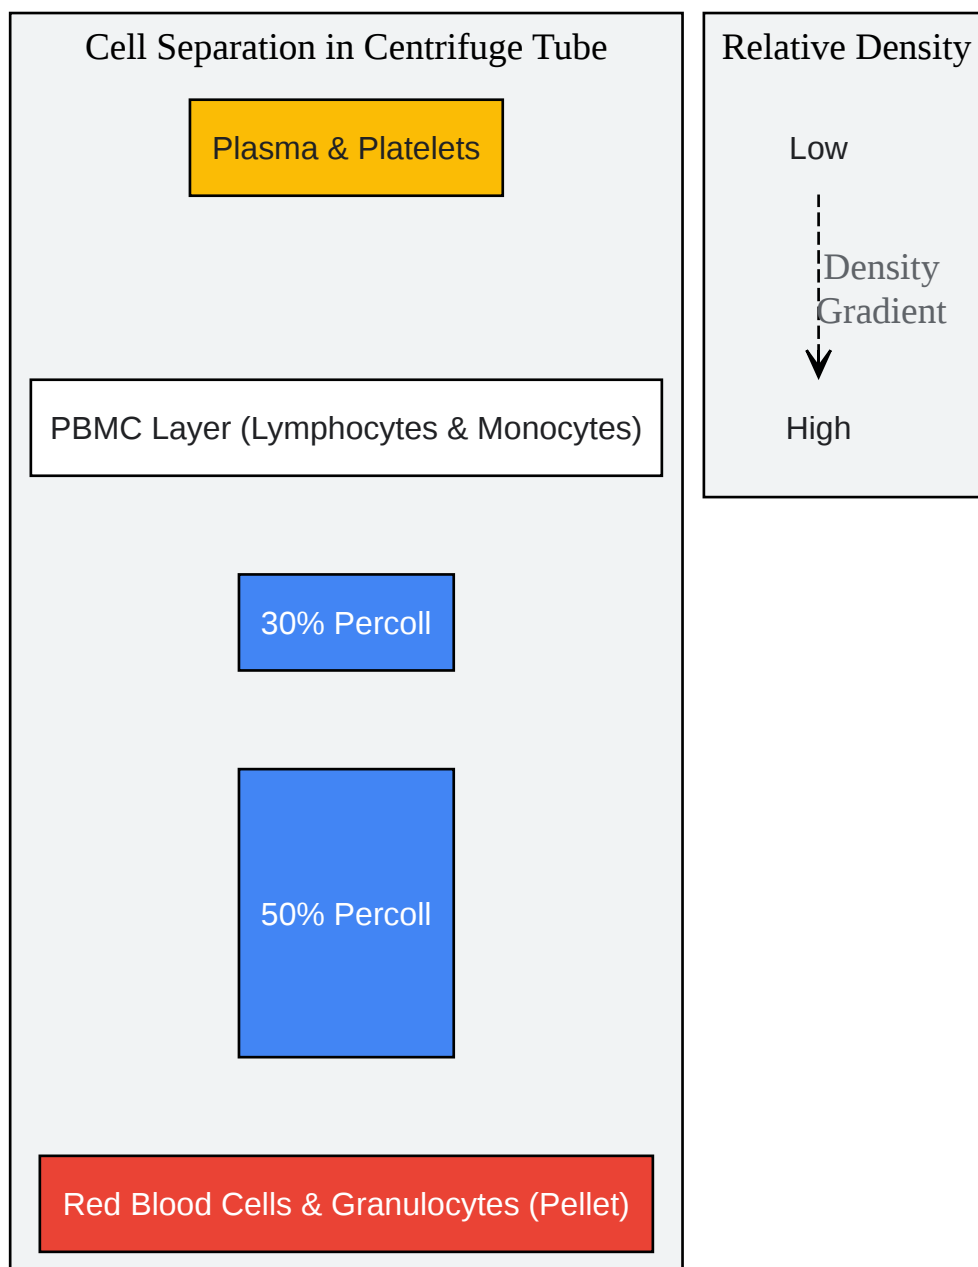 Cell Separation in Centrifuge Tube
Plasma & Platelets
PBMC Layer (Lymphocytes & Monocytes)
30% Percoll
50% Percoll
Red Blood Cells & Granulocytes (Pellet)
Relative Density
Low
Density
Gradient
High